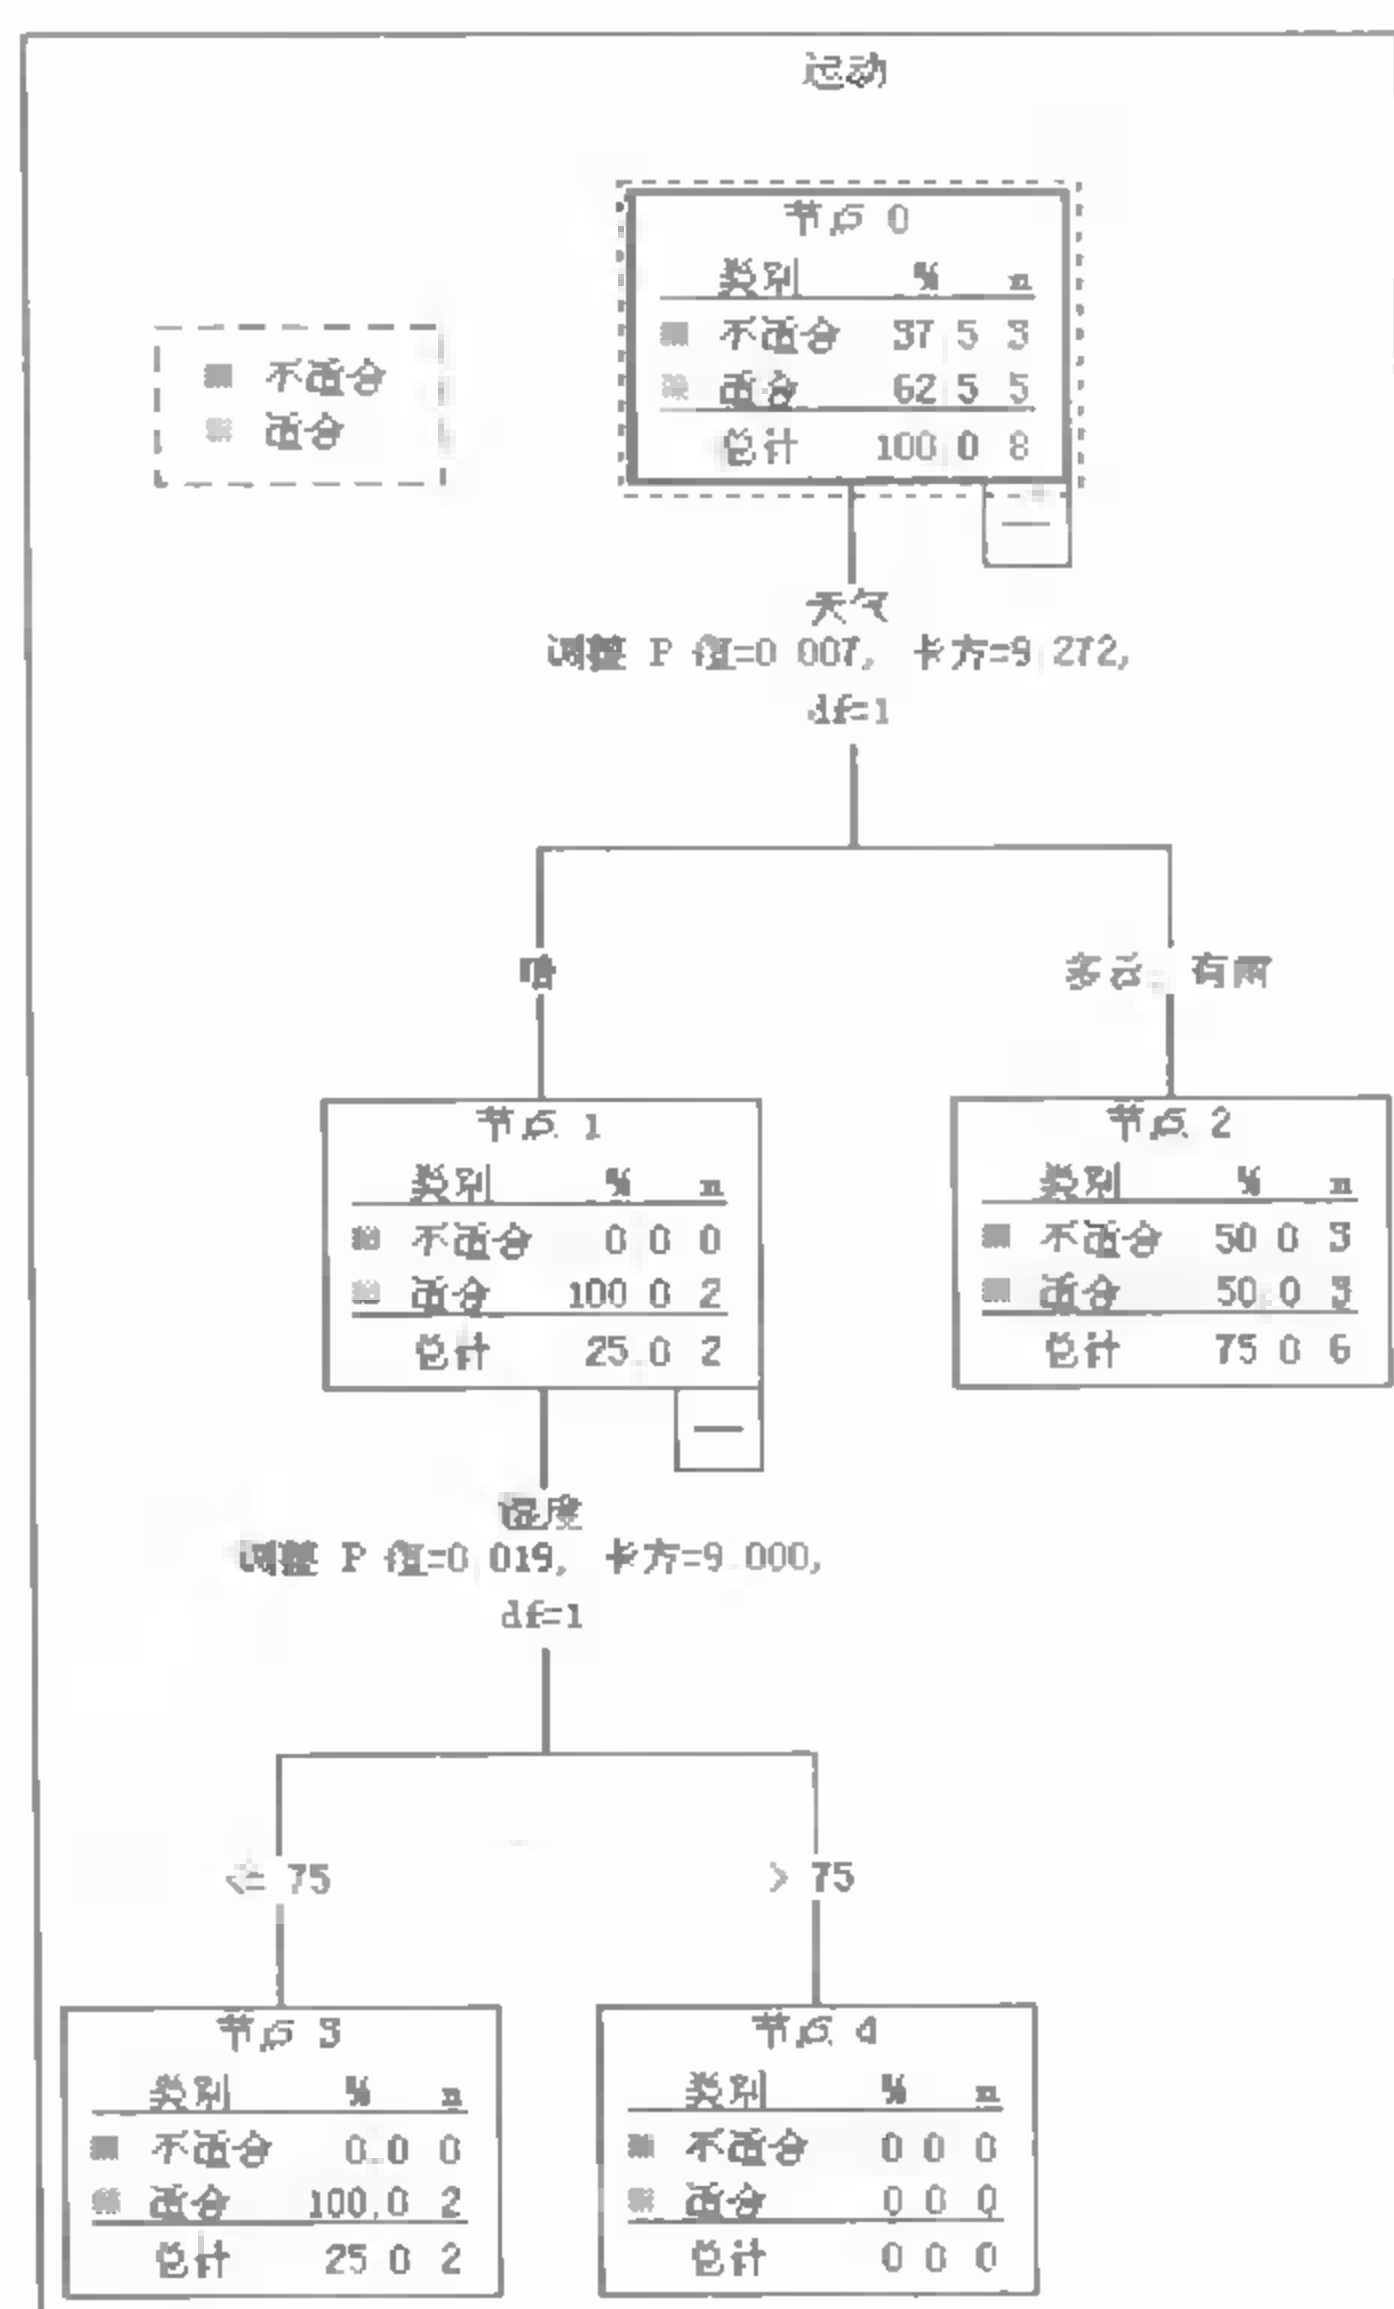 运动
节点 0
类别 % n
不适合 37.5 3
适合 62.5 5
总计 100.0 8
不适合
适合
天气
调整 P 值=0.007, 卡方=9.272,
df=1
晴
多云; 有雨
节点 1
类别 % n
不适合 0.0 0
适合 100.0 2
总计 25.0 2
节点 2
类别 % n
不适合 50.0 3
适合 50.0 3
总计 75.0 6
湿度
调整 P 值=0.019, 卡方=9.000,
df=1
<= 75
> 75
节点 3
类别 % n
不适合 0.0 0
适合 100.0 2
总计 25.0 2
节点 4
类别 % n
不适合 0.0 0
适合 0.0 0
总计 0.0 0